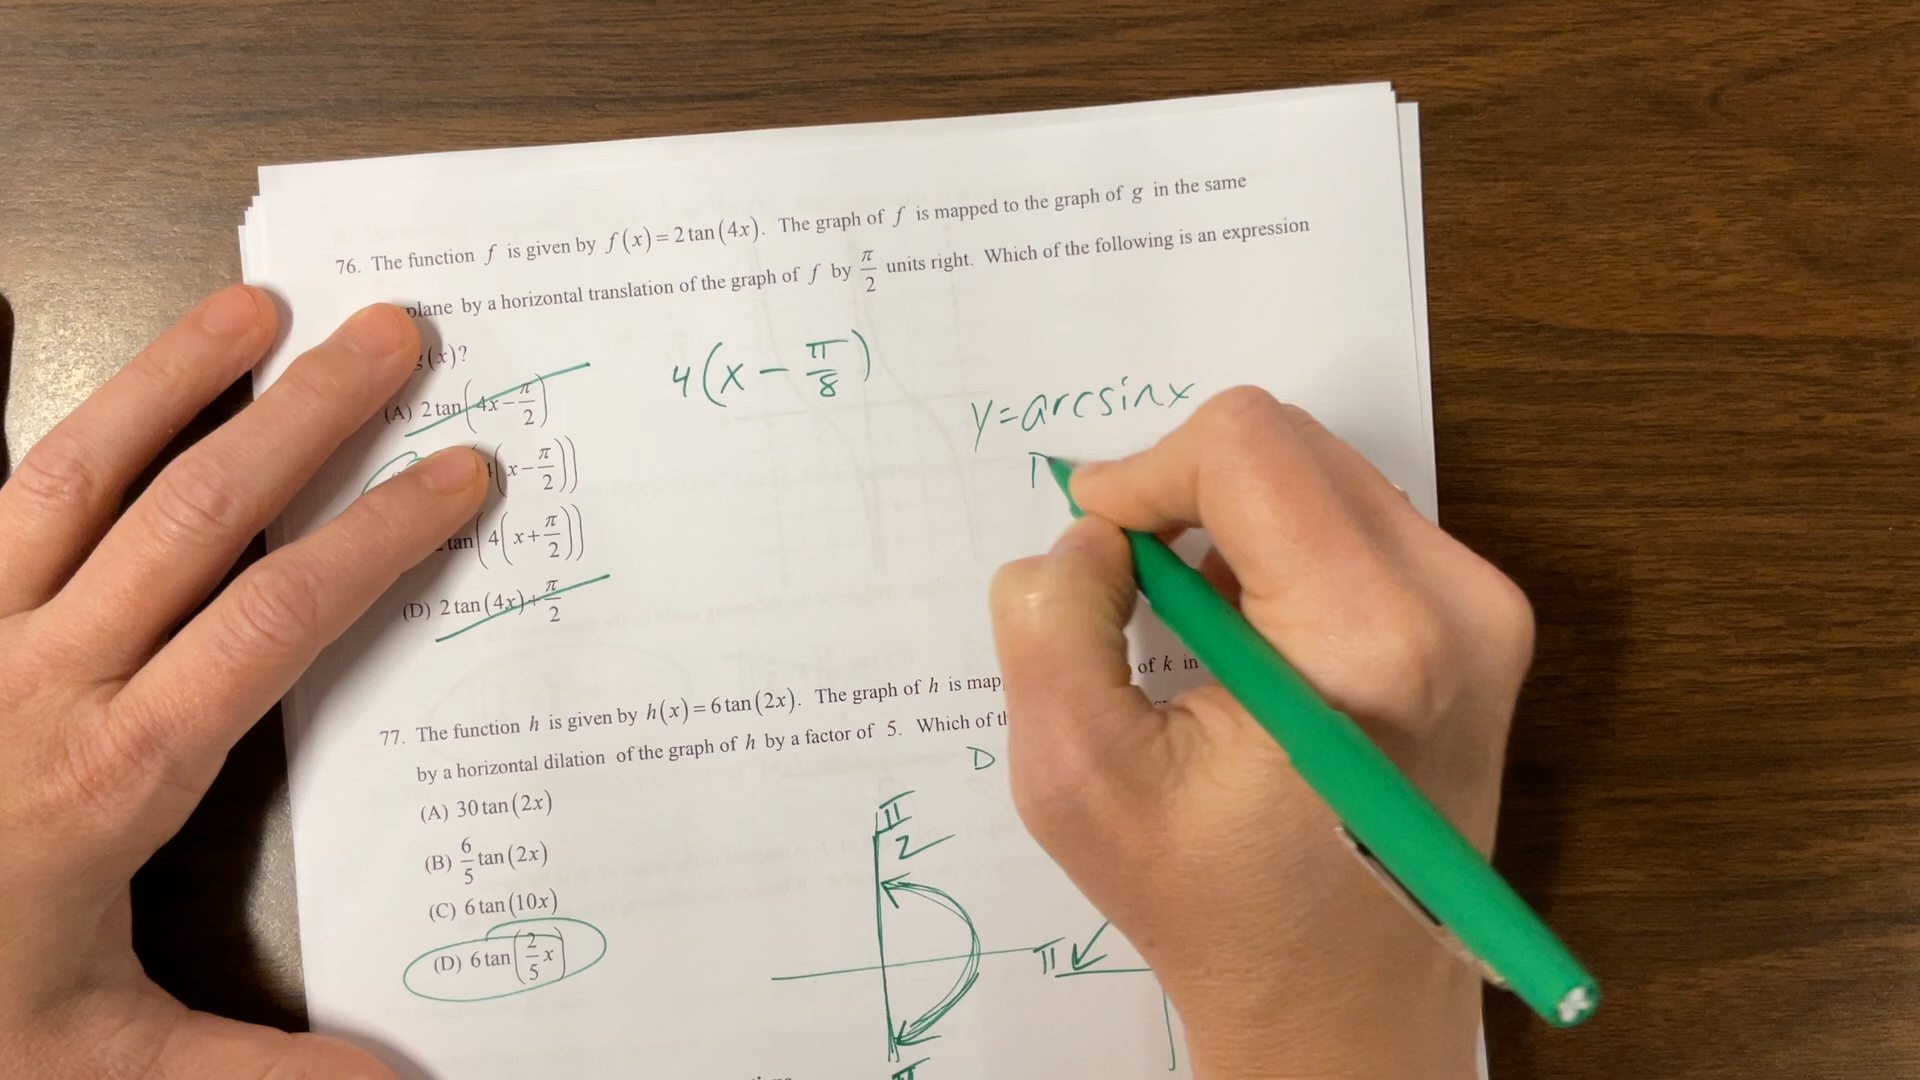 76. The function f is given by f(x) = 2 tan(4x). The graph of f is mapped to the graph of g in the same
plane by a horizontal translation of the graph of f by π/2 units right. Which of the following is an expression
(x)?
4(x − π/8)
(A) 2 tan(4x − π/2)
y = arcsin x
(x − π/2))
tan(4(x + π/2))
(D) 2 tan(4x) + π/2
77. The function h is given by h(x) = 6 tan(2x). The graph of h is map of k in
by a horizontal dilation of the graph of h by a factor of 5. Which of
D
(A) 30 tan(2x)
π/2
(B) 6/5 tan(2x)
(C) 6 tan(10x)
(D) 6 tan(2/5 x)
π